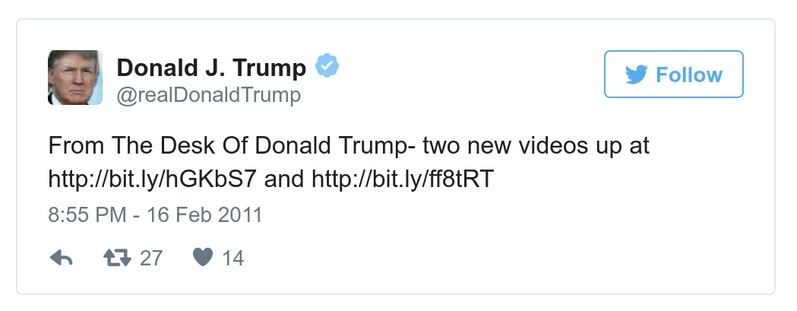 Donald J. Trump
Follow
@realDonaldTrump
From The Desk Of Donald Trump- two new videos up at
http://bit.ly/hGKbS7 and http://bit.ly/ff8tRT
8:55 PM - 16 Feb 2011
27 14